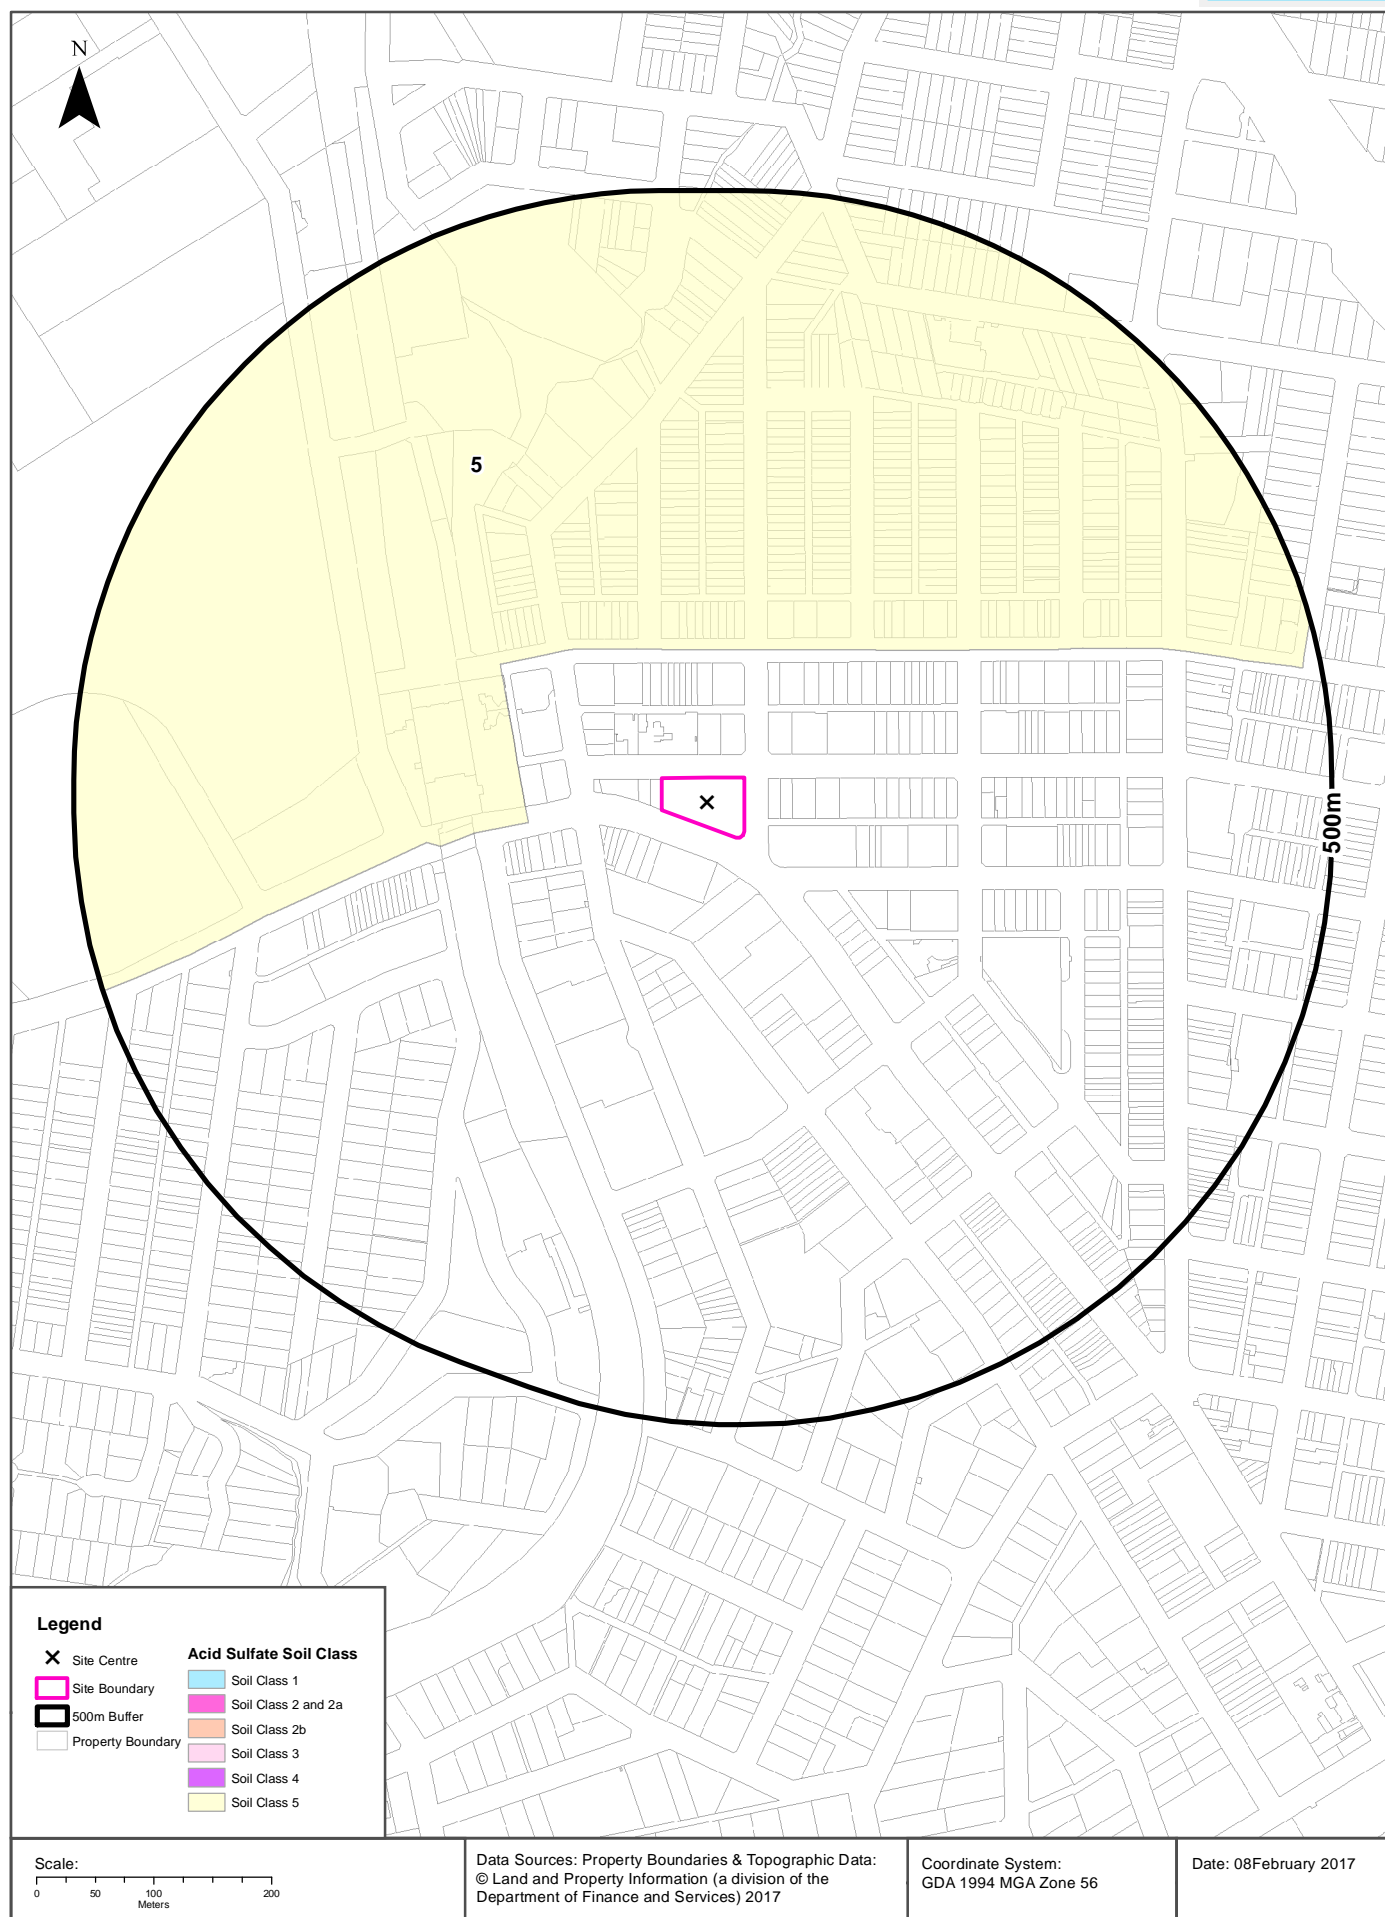 N
5
500m
Legend
Site Centre
Site Boundary
500m Buffer
Property Boundary
Acid Sulfate Soil Class
Soil Class 1
Soil Class 2 and 2a
Soil Class 2b
Soil Class 3
Soil Class 4
Soil Class 5
Scale:
0 50 100 200
Meters
Data Sources: Property Boundaries & Topographic Data:
© Land and Property Information (a division of the
Department of Finance and Services) 2017
Coordinate System:
GDA 1994 MGA Zone 56
Date: 08February 2017